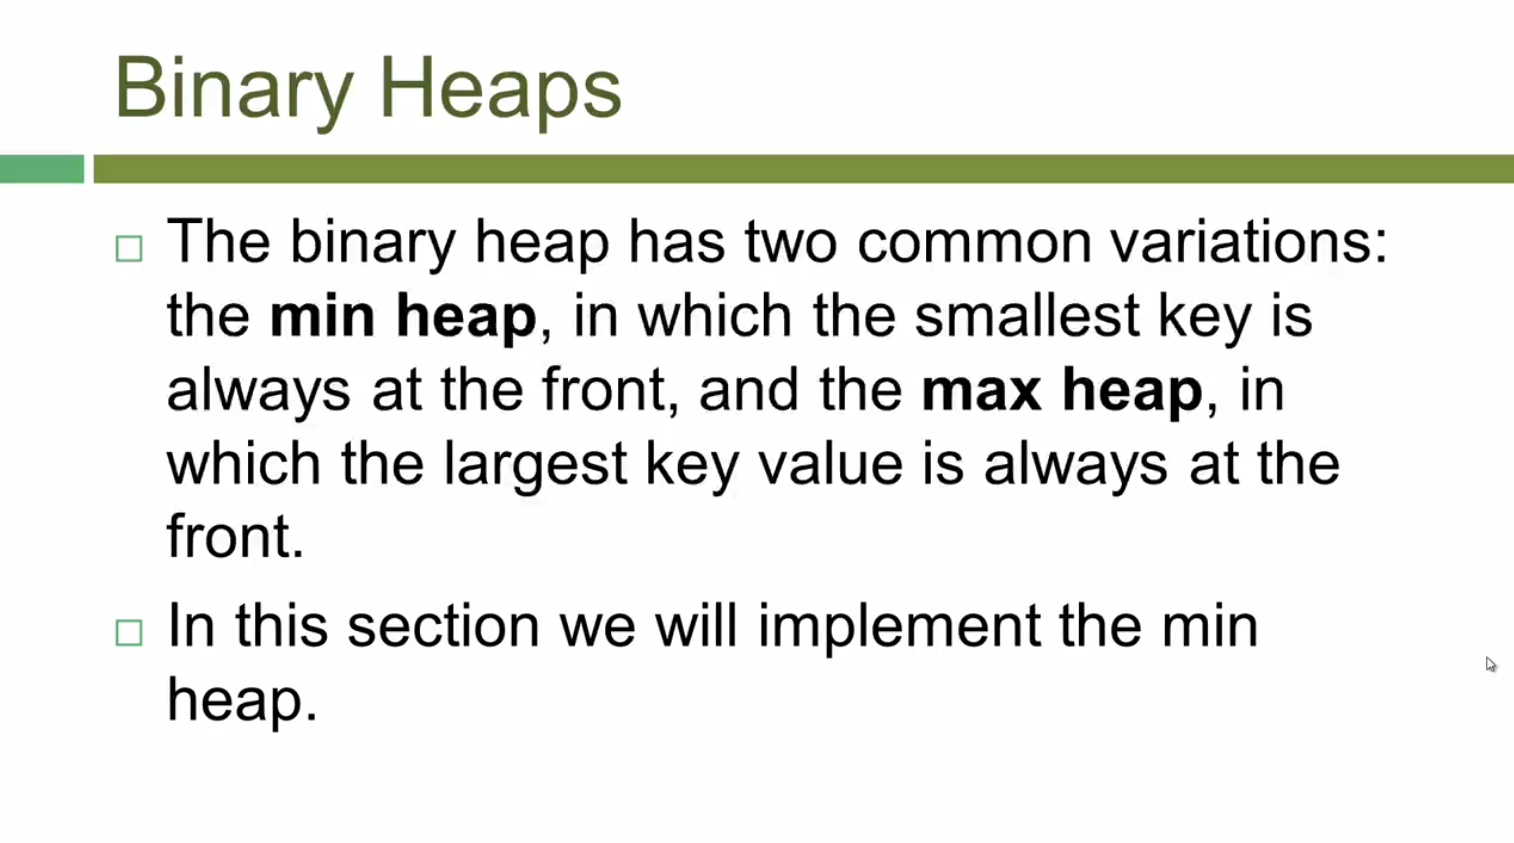 Binary Heaps
The binary heap has two common variations:
the min heap, in which the smallest key is
always at the front, and the max heap, in
which the largest key value is always at the
front.
In this section we will implement the min
heap.